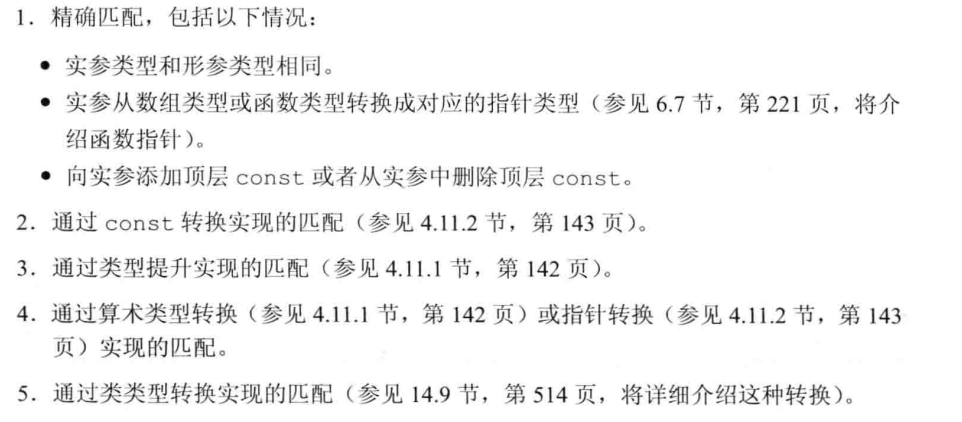 1．精确匹配，包括以下情况：
● 实参类型和形参类型相同。
● 实参从数组类型或函数类型转换成对应的指针类型（参见 6.7 节，第 221 页，将介
绍函数指针）。
● 向实参添加顶层 const 或者从实参中删除顶层 const。
2．通过 const 转换实现的匹配（参见 4.11.2 节，第 143 页）。
3．通过类型提升实现的匹配（参见 4.11.1 节，第 142 页）。
4．通过算术类型转换（参见 4.11.1 节，第 142 页）或指针转换（参见 4.11.2 节，第 143
页）实现的匹配。
5．通过类类型转换实现的匹配（参见 14.9 节，第 514 页，将详细介绍这种转换）。